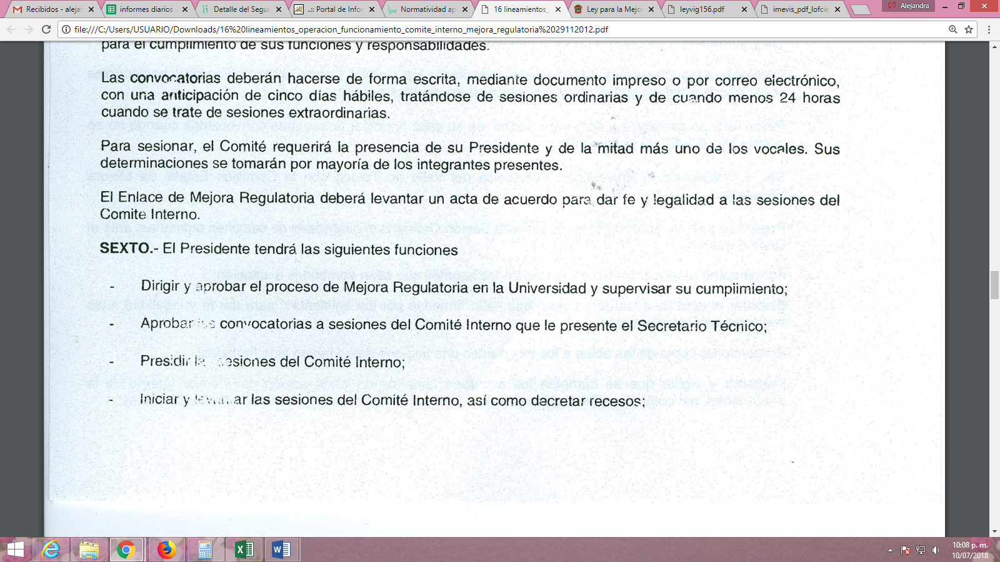 Recibidos - alejar
informes diarios
Detalle del Segui
..:: Portal de Infor
Normatividad ap
16 lineamientos_
Ley para la Mejo
leyvig156.pdf
imevis_pdf_lofcie
Alejandra
file:///C:/Users/USUARIO/Downloads/16%20lineamientos_operacion_funcionamiento_comite_interno_mejora_regulatoria%2029112012.pdf
para el cumplimiento de sus funciones y responsabilidades.
Las convocatorias deberán hacerse de forma escrita, mediante documento impreso o por correo electrónico,
con una anticipación de cinco días hábiles, tratándose de sesiones ordinarias y de cuando menos 24 horas
cuando se trate de sesiones extraordinarias.
Para sesionar, el Comité requerirá la presencia de su Presidente y de la mitad más uno de los vocales. Sus
determinaciones se tomarán por mayoría de los integrantes presentes.
El Enlace de Mejora Regulatoria deberá levantar un acta de acuerdo para dar fe y legalidad a las sesiones del
Comite Interno.
SEXTO.- El Presidente tendrá las siguientes funciones
- Dirigir y aprobar el proceso de Mejora Regulatoria en la Universidad y supervisar su cumplimiento;
- Aprobar las convocatorias a sesiones del Comité Interno que le presente el Secretario Técnico;
- Presidir las sesiones del Comité Interno;
- Iniciar y levantar las sesiones del Comité Interno, así como decretar recesos;
10:08 p. m.
10/07/2018